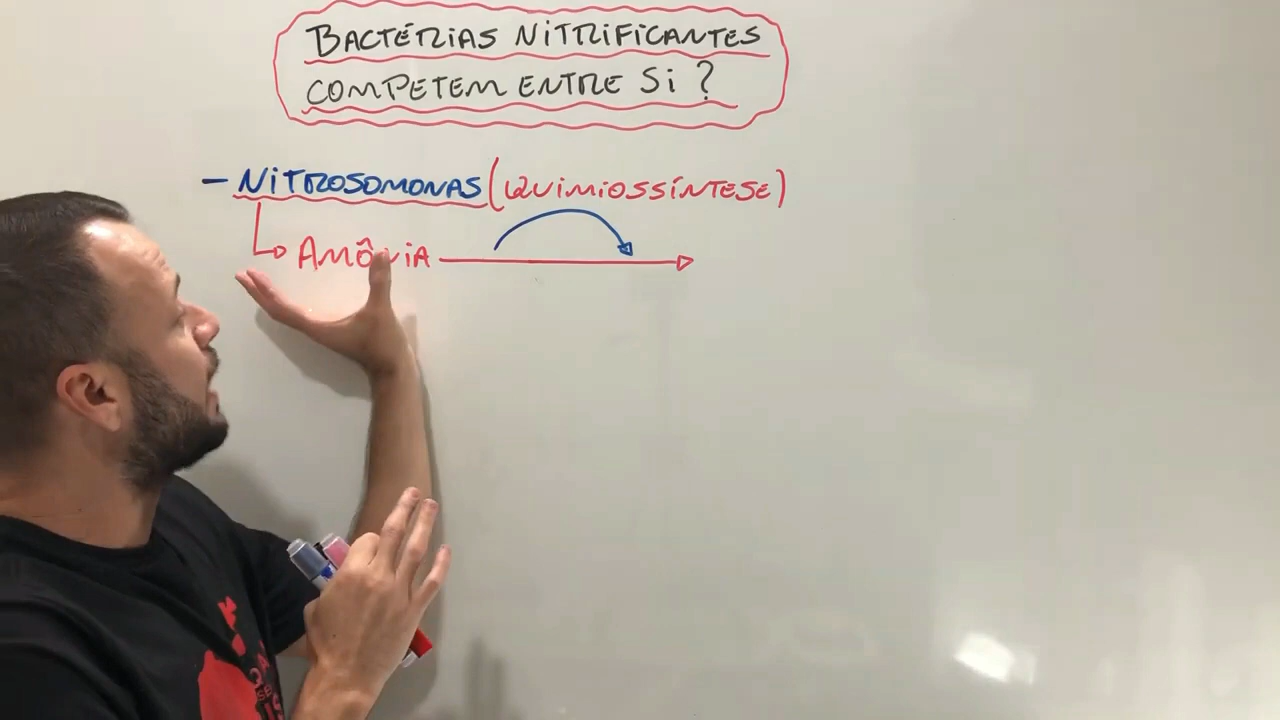 BACTÉRIAS NITRIFICANTES
COMPETEM ENTRE SI?
- NITROSOMONAS (QUIMIOSSÍNTESE)
AMÔNIA